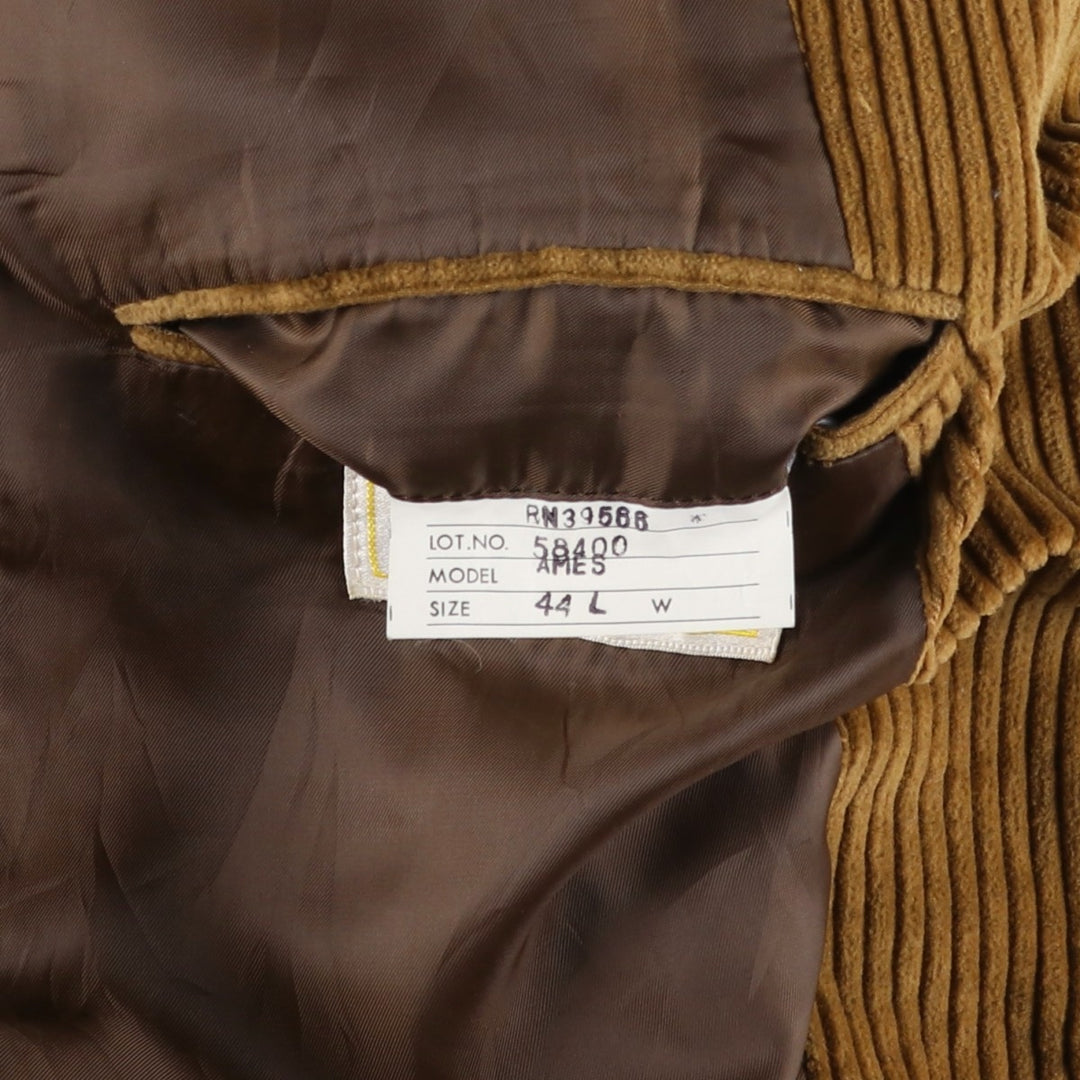 RN39566
LOT.NO. 58400
MODEL AMES
SIZE 44 L W